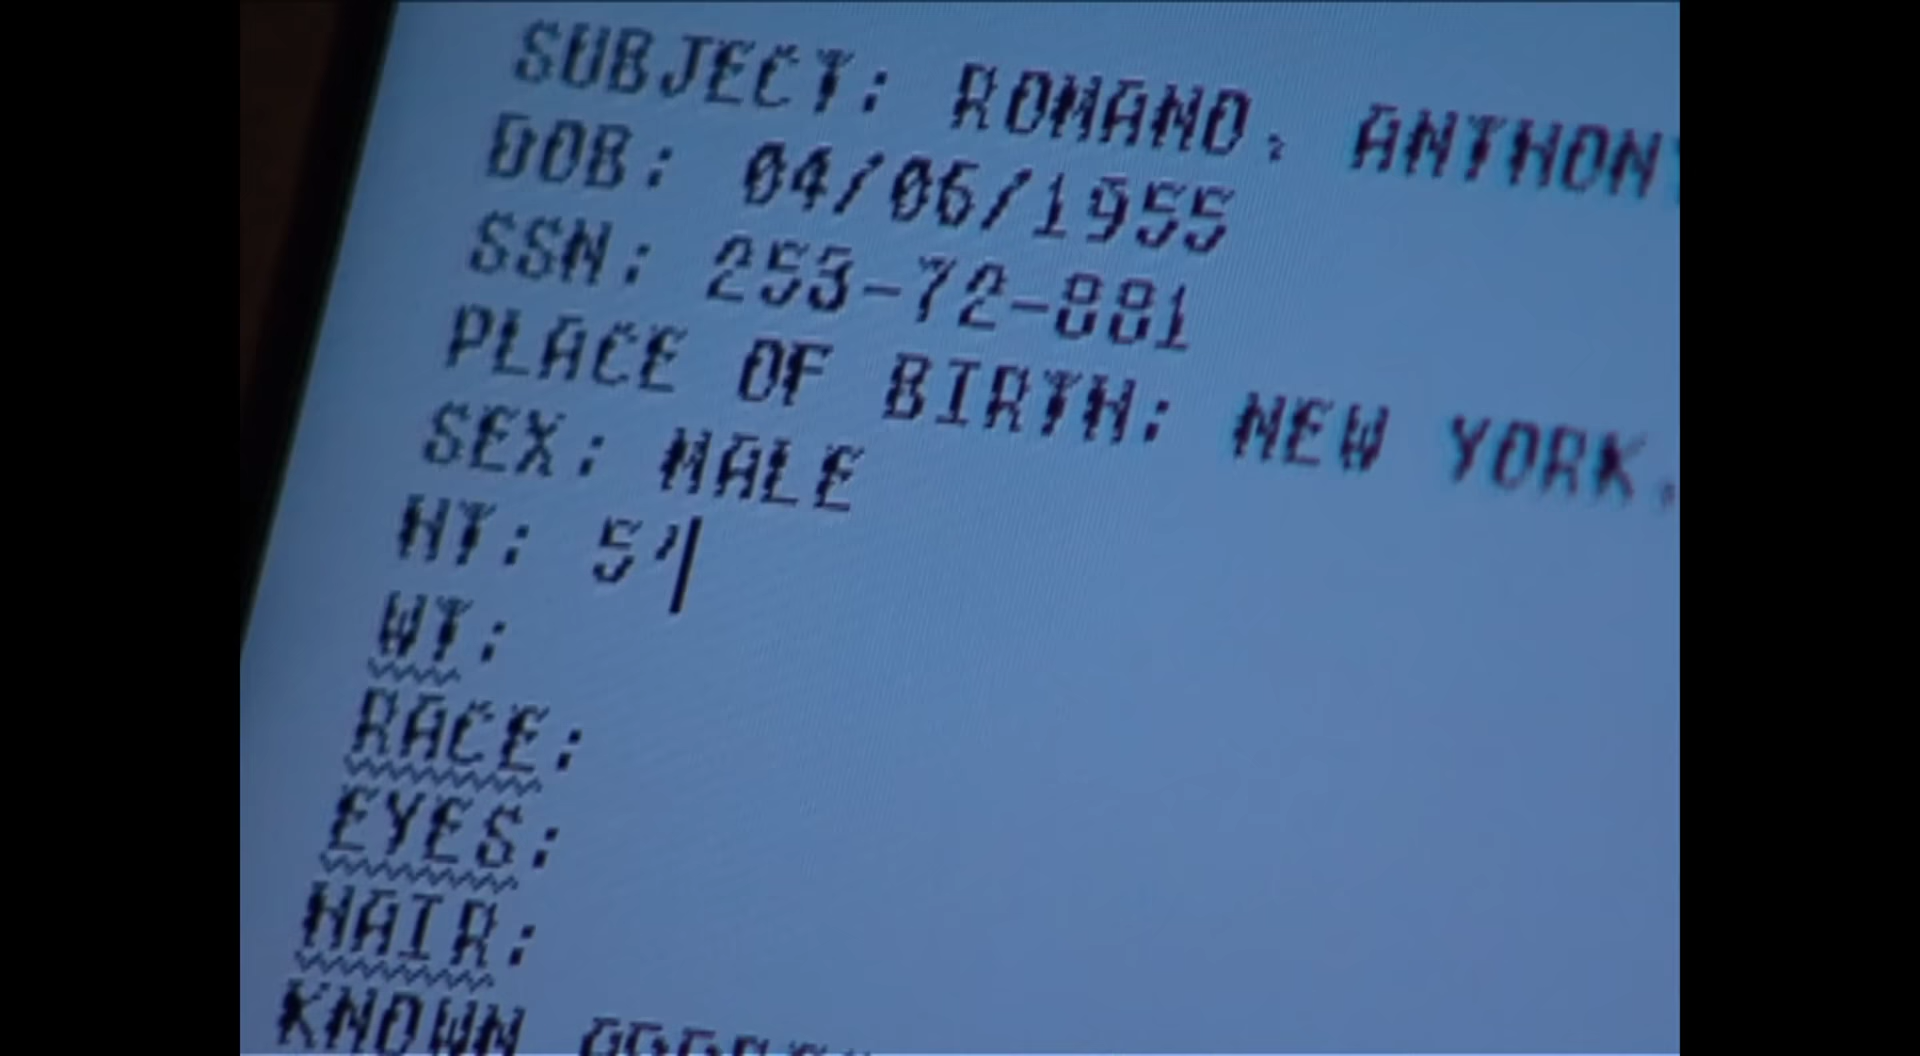 SUBJECT: ROMANO, ANTHONY
DOB: 04/06/1955
SSN: 253-72-881
PLACE OF BIRTH: NEW YORK,
SEX: MALE
HT: 5'
WT:
RACE:
EYES:
HAIR:
KNOWN